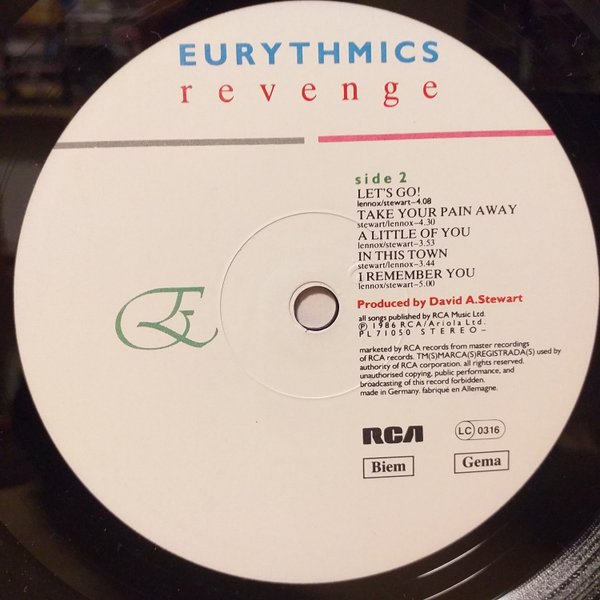 EURYTHMICS
revenge
side 2
LET'S GO!
lennox/stewart–4.08
TAKE YOUR PAIN AWAY
stewart/lennox–4.30
A LITTLE OF YOU
lennox/stewart–3.53
IN THIS TOWN
stewart/lennox–3.44
I REMEMBER YOU
lennox/stewart–5.00
Produced by David A.Stewart
all songs published by RCA Music Ltd.
℗ 1986 RCA/Ariola Ltd.
PL71050 STEREO–
marketed by RCA records from master recordings
of RCA records. TM(S)MARCA(S)REGISTRADA(S) used by
authority of RCA corporation. all rights reserved.
unauthorised copying, public performance, and
broadcasting of this record forbidden.
made in Germany. fabriqué en Allemagne.
RCA LC 0316
Biem Gema